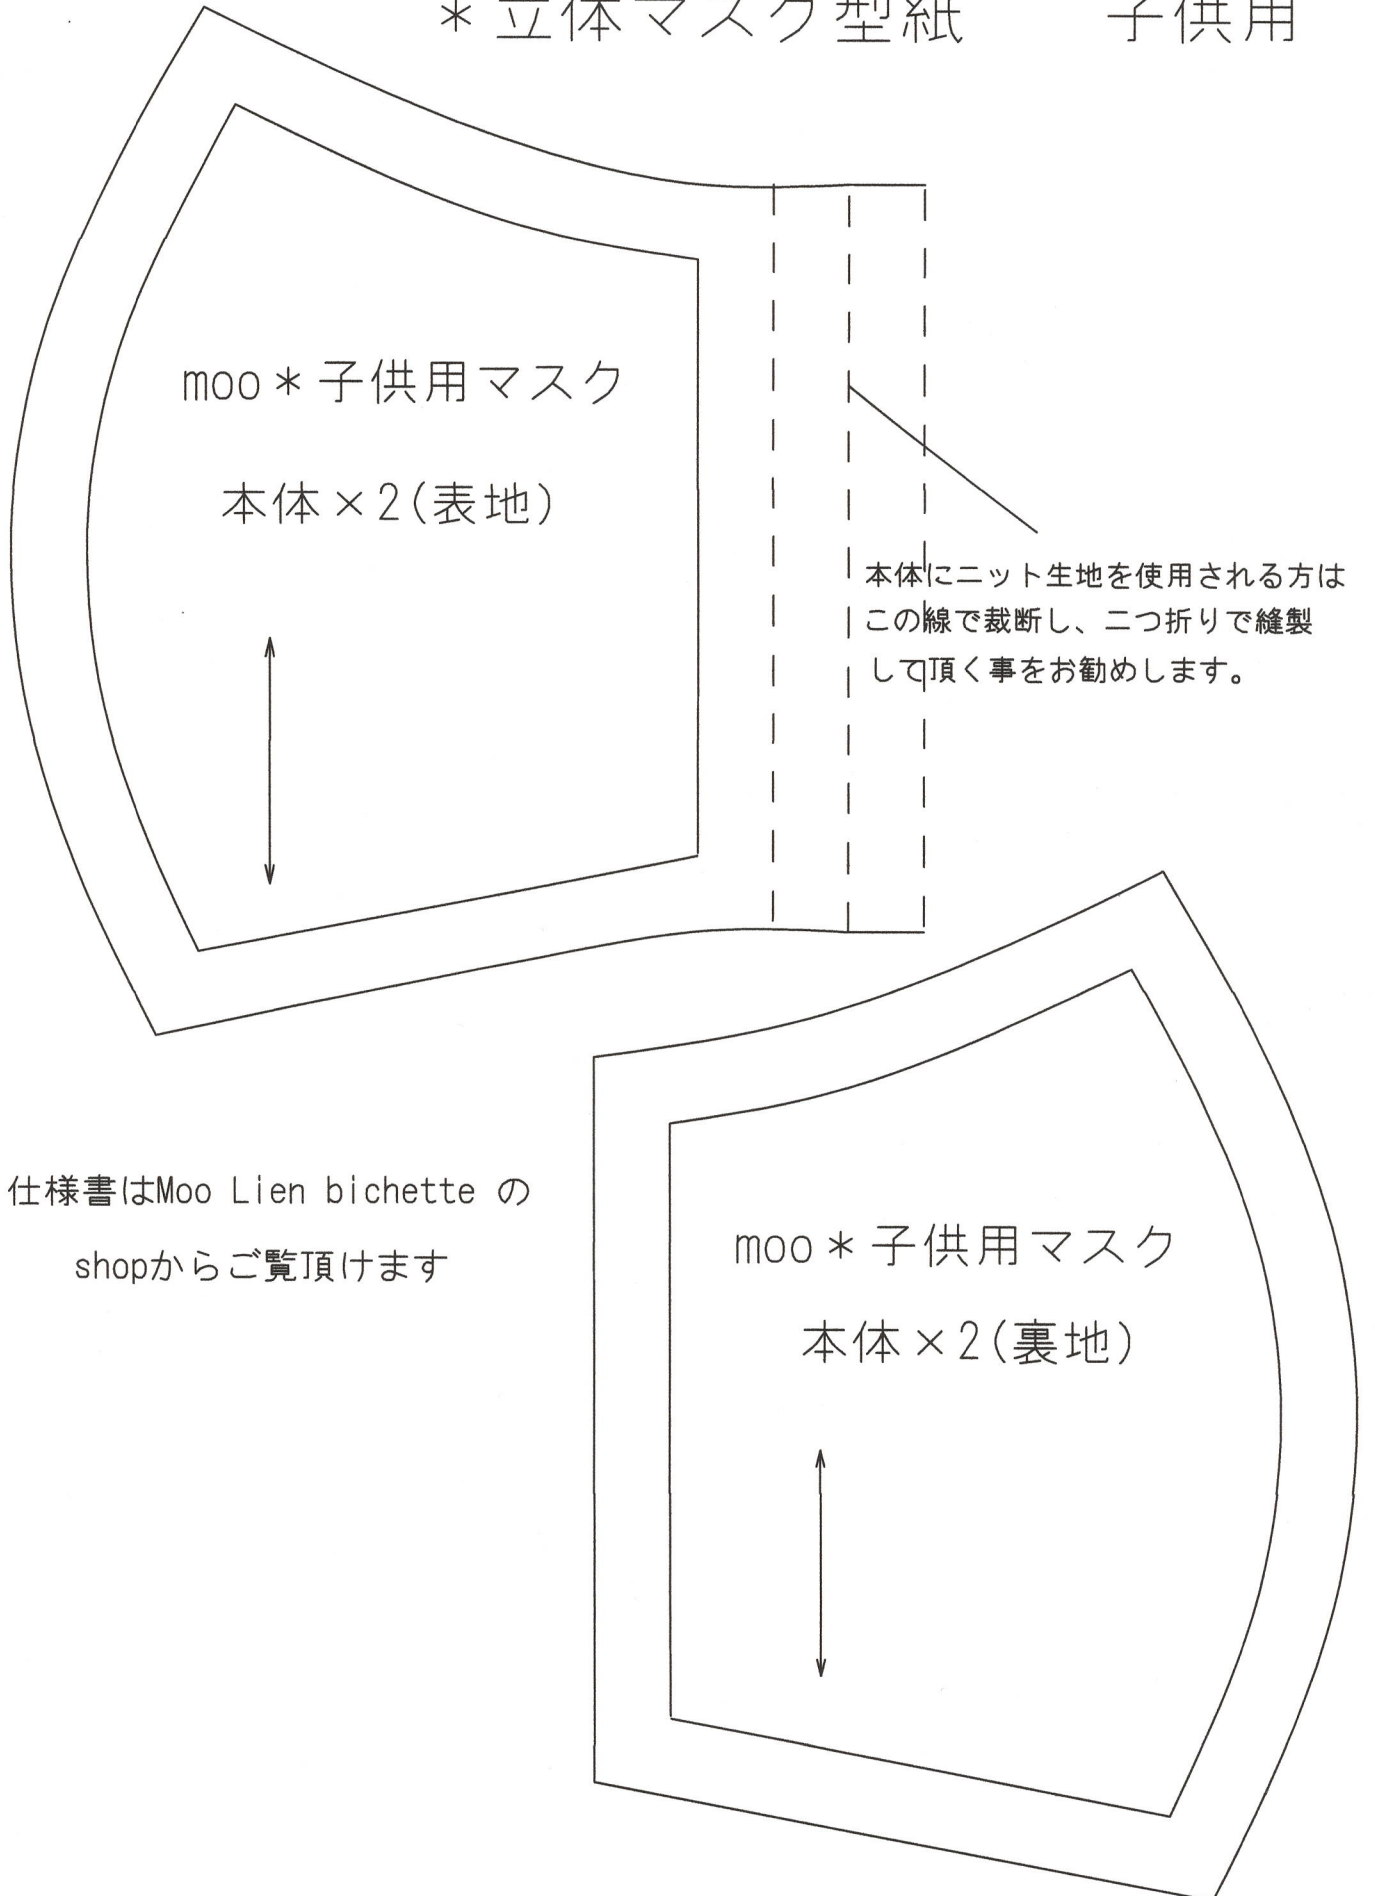 ＊立体マスク型紙　子供用
moo＊子供用マスク
本体×2(表地)
本体にニット生地を使用される方は
この線で裁断し、二つ折りで縫製
して頂く事をお勧めします。
仕様書はMoo Lien bichette の
shopからご覧頂けます
moo＊子供用マスク
本体×2(裏地)